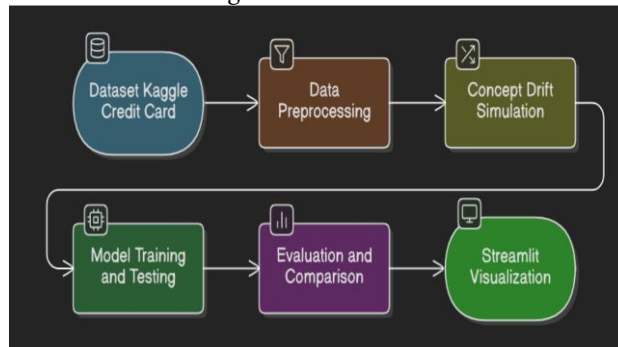 Dataset Kaggle
Credit Card
Data
Preprocessing
Concept Drift
Simulation
Model Training
and Testing
Evaluation and
Comparison
Streamlit
Visualization